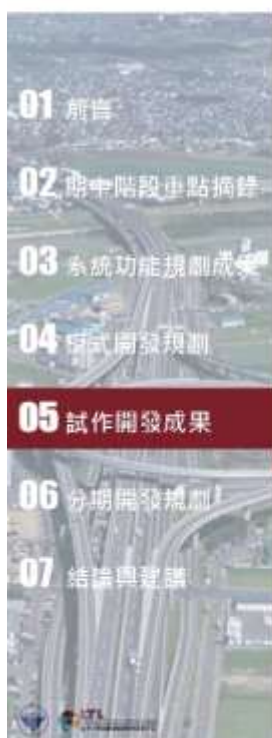 01 前言
02 期中階段重點摘錄
03 系統功能規劃成果
04 程式開發規劃
05 試作開發成果
06 分期開發規劃
07 結論與建議